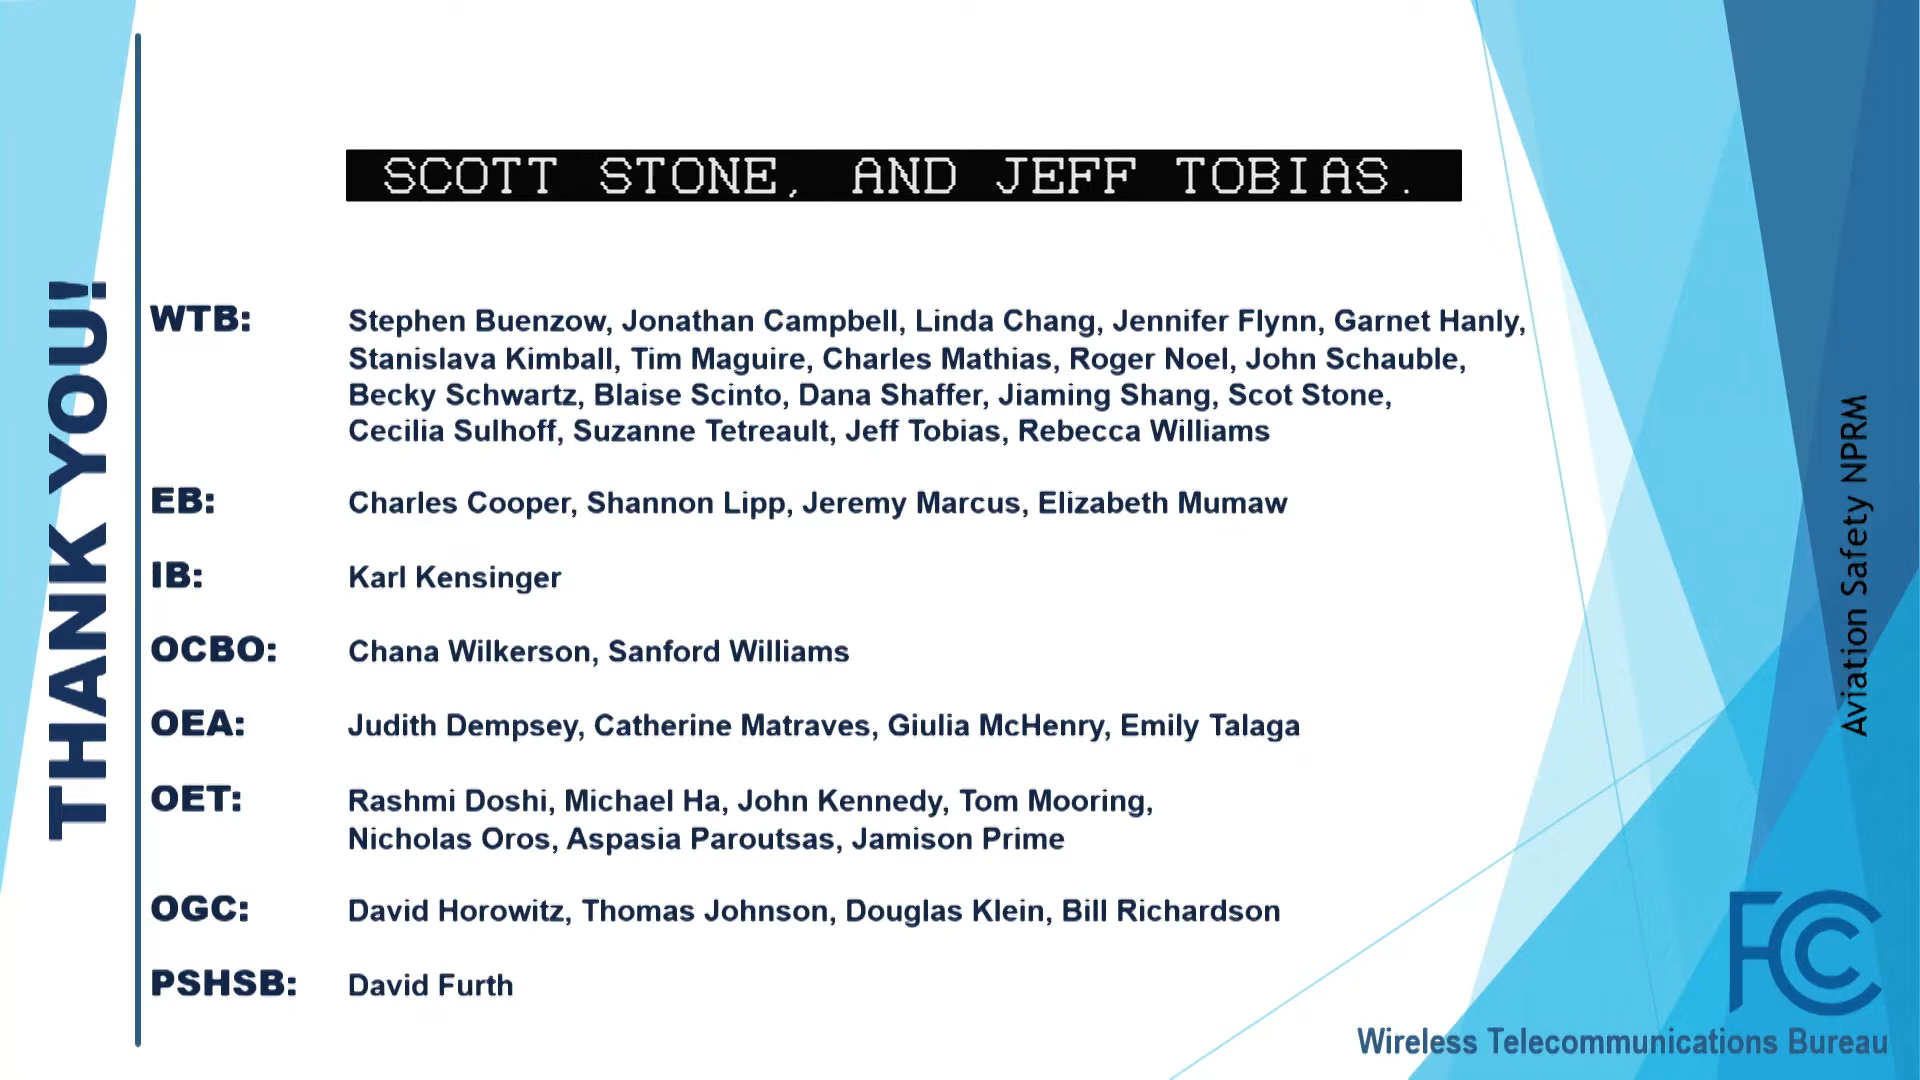 SCOTT STONE, AND JEFF TOBIAS.
THANK YOU!
WTB: Stephen Buenzow, Jonathan Campbell, Linda Chang, Jennifer Flynn, Garnet Hanly,
Stanislava Kimball, Tim Maguire, Charles Mathias, Roger Noel, John Schauble,
Becky Schwartz, Blaise Scinto, Dana Shaffer, Jiaming Shang, Scot Stone,
Cecilia Sulhoff, Suzanne Tetreault, Jeff Tobias, Rebecca Williams
EB: Charles Cooper, Shannon Lipp, Jeremy Marcus, Elizabeth Mumaw
IB: Karl Kensinger
OCBO: Chana Wilkerson, Sanford Williams
OEA: Judith Dempsey, Catherine Matraves, Giulia McHenry, Emily Talaga
OET: Rashmi Doshi, Michael Ha, John Kennedy, Tom Mooring,
Nicholas Oros, Aspasia Paroutsas, Jamison Prime
OGC: David Horowitz, Thomas Johnson, Douglas Klein, Bill Richardson
PSHSB: David Furth
Aviation Safety NPRM
FCC
Wireless Telecommunications Bureau